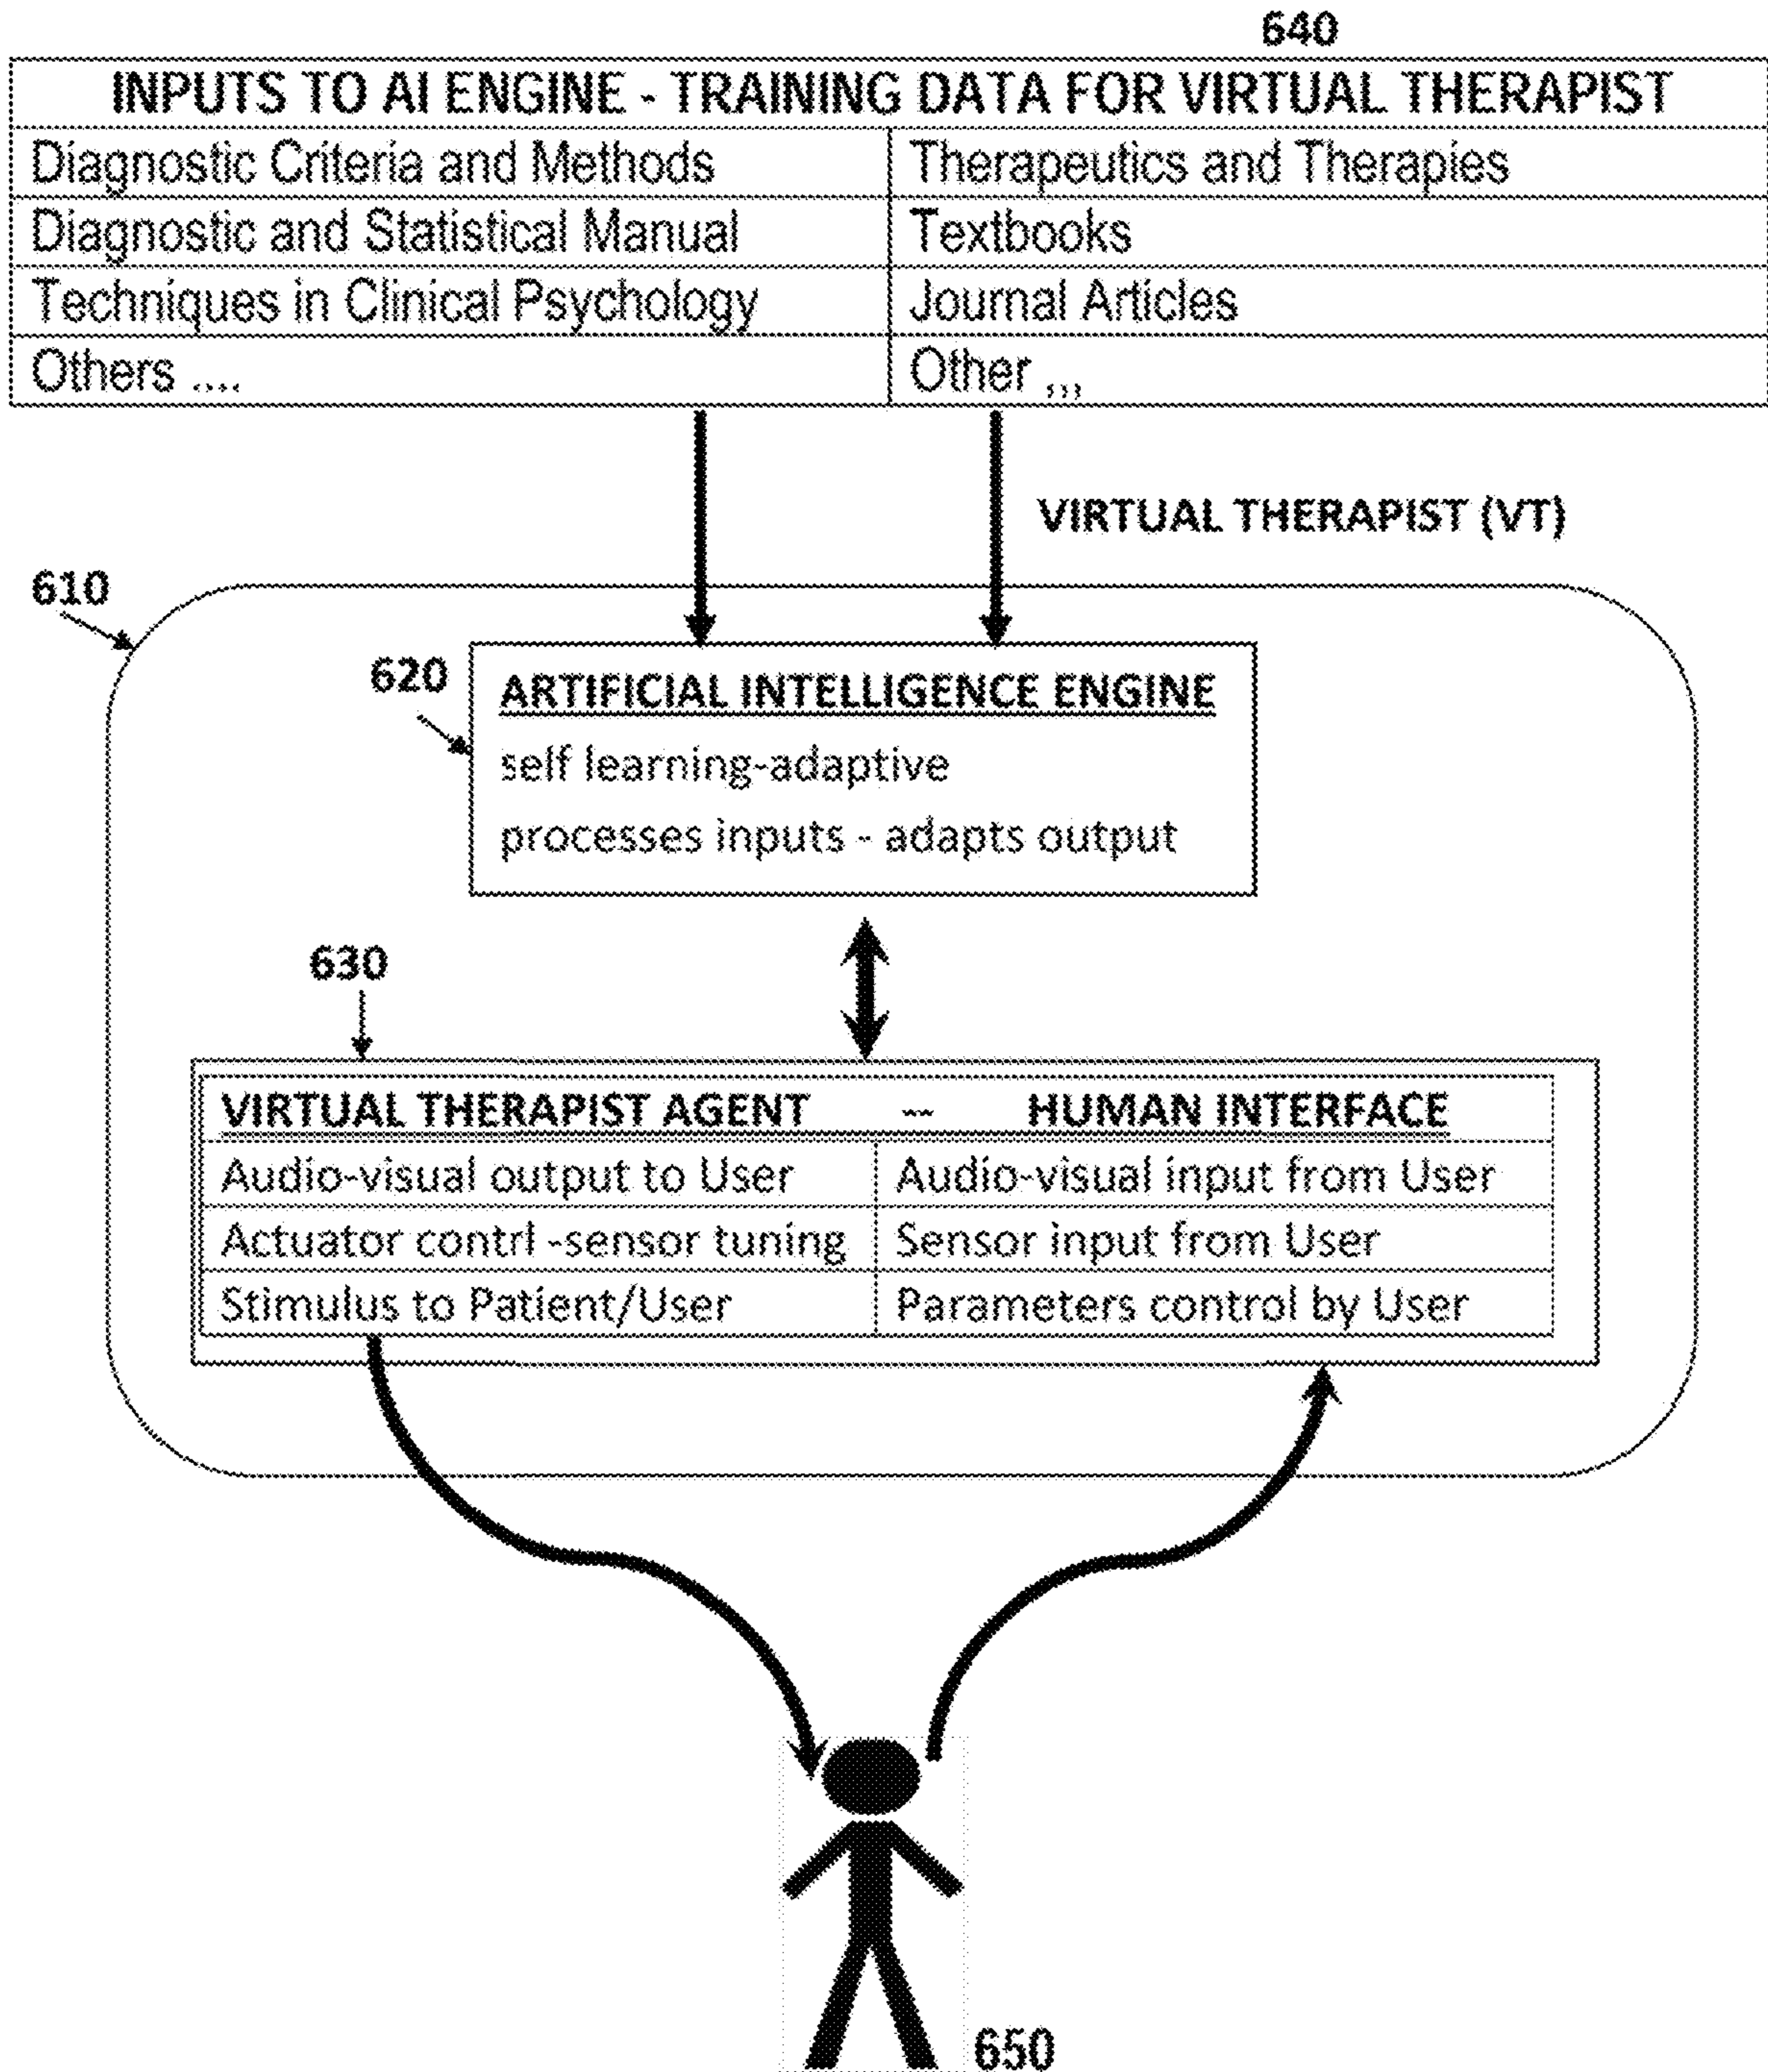 640
INPUTS TO AI ENGINE - TRAINING DATA FOR VIRTUAL THERAPIST
Diagnostic Criteria and Methods Therapeutics and Therapies
Diagnostic and Statistical Manual Textbooks
Techniques in Clinical Psychology Journal Articles
Others .... Other ,,,
VIRTUAL THERAPIST (VT)
610
620
ARTIFICIAL INTELLIGENCE ENGINE
self learning-adaptive
processes inputs - adapts output
630
VIRTUAL THERAPIST AGENT -- HUMAN INTERFACE
Audio-visual output to User Audio-visual input from User
Actuator contrl -sensor tuning Sensor input from User
Stimulus to Patient/User Parameters control by User
650